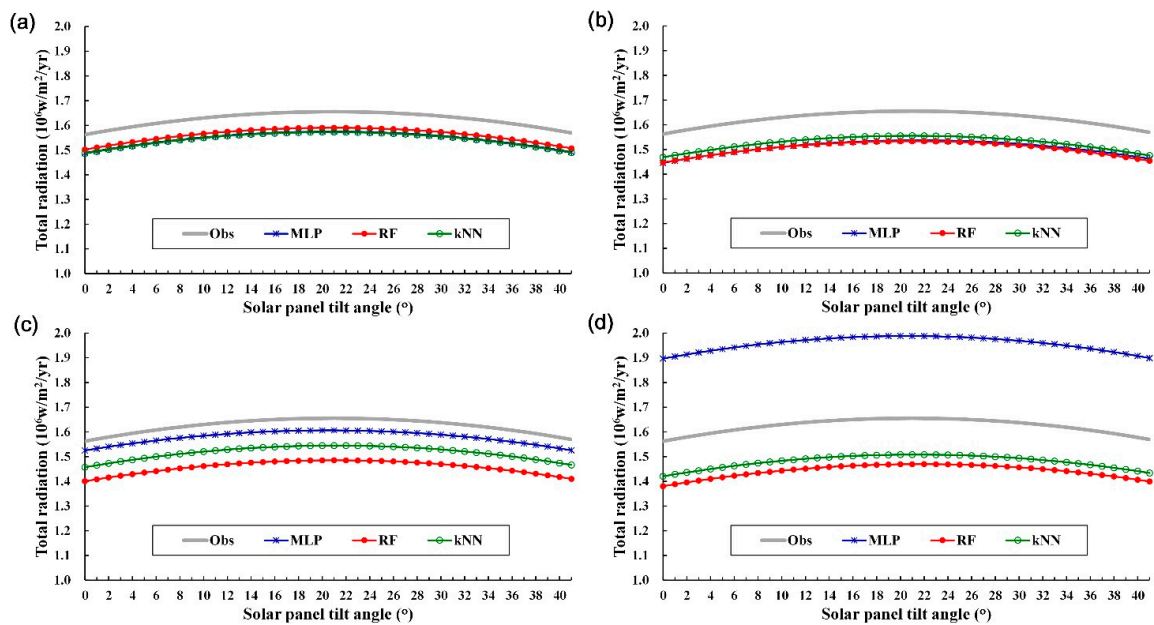 (a)
Total radiation (10⁶w/m²/yr)
2.0
1.9
1.8
1.7
1.6
1.5
1.4
1.3
1.2
1.1
1.0
Obs MLP RF kNN
0 2 4 6 8 10 12 14 16 18 20 22 24 26 28 30 32 34 36 38 40
Solar panel tilt angle (°)
(b)
Total radiation (10⁶w/m²/yr)
2.0
1.9
1.8
1.7
1.6
1.5
1.4
1.3
1.2
1.1
1.0
Obs MLP RF kNN
0 2 4 6 8 10 12 14 16 18 20 22 24 26 28 30 32 34 36 38 40
Solar panel tilt angle (°)
(c)
Total radiation (10⁶w/m²/yr)
2.0
1.9
1.8
1.7
1.6
1.5
1.4
1.3
1.2
1.1
1.0
Obs MLP RF kNN
0 2 4 6 8 10 12 14 16 18 20 22 24 26 28 30 32 34 36 38 40
Solar panel tilt angle (°)
(d)
Total radiation (10⁶w/m²/yr)
2.0
1.9
1.8
1.7
1.6
1.5
1.4
1.3
1.2
1.1
1.0
Obs MLP RF kNN
0 2 4 6 8 10 12 14 16 18 20 22 24 26 28 30 32 34 36 38 40
Solar panel tilt angle (°)